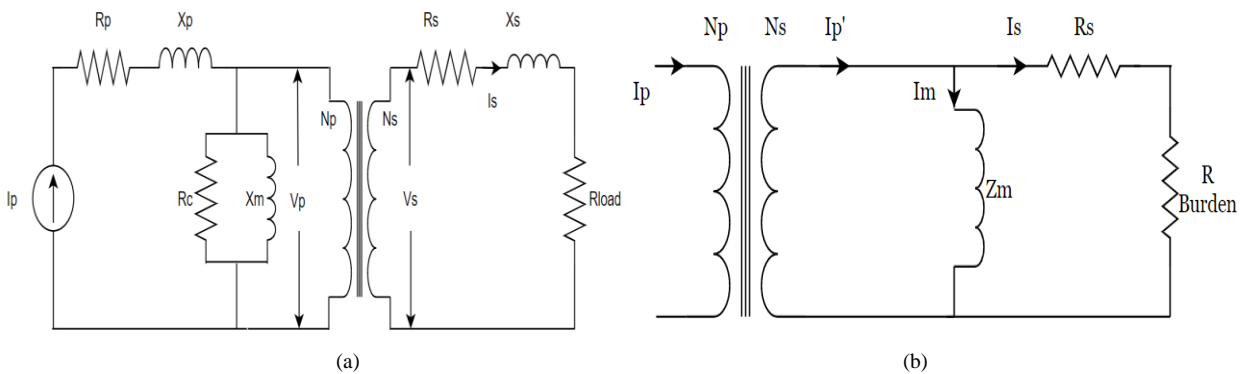 Rp Xp Rs Xs
Is
Np Ns
Ip Rc Xm Vp Vs Rload
(a)
Np Ns Ip' Is Rs
Ip Im
Zm
R
Burden
(b)